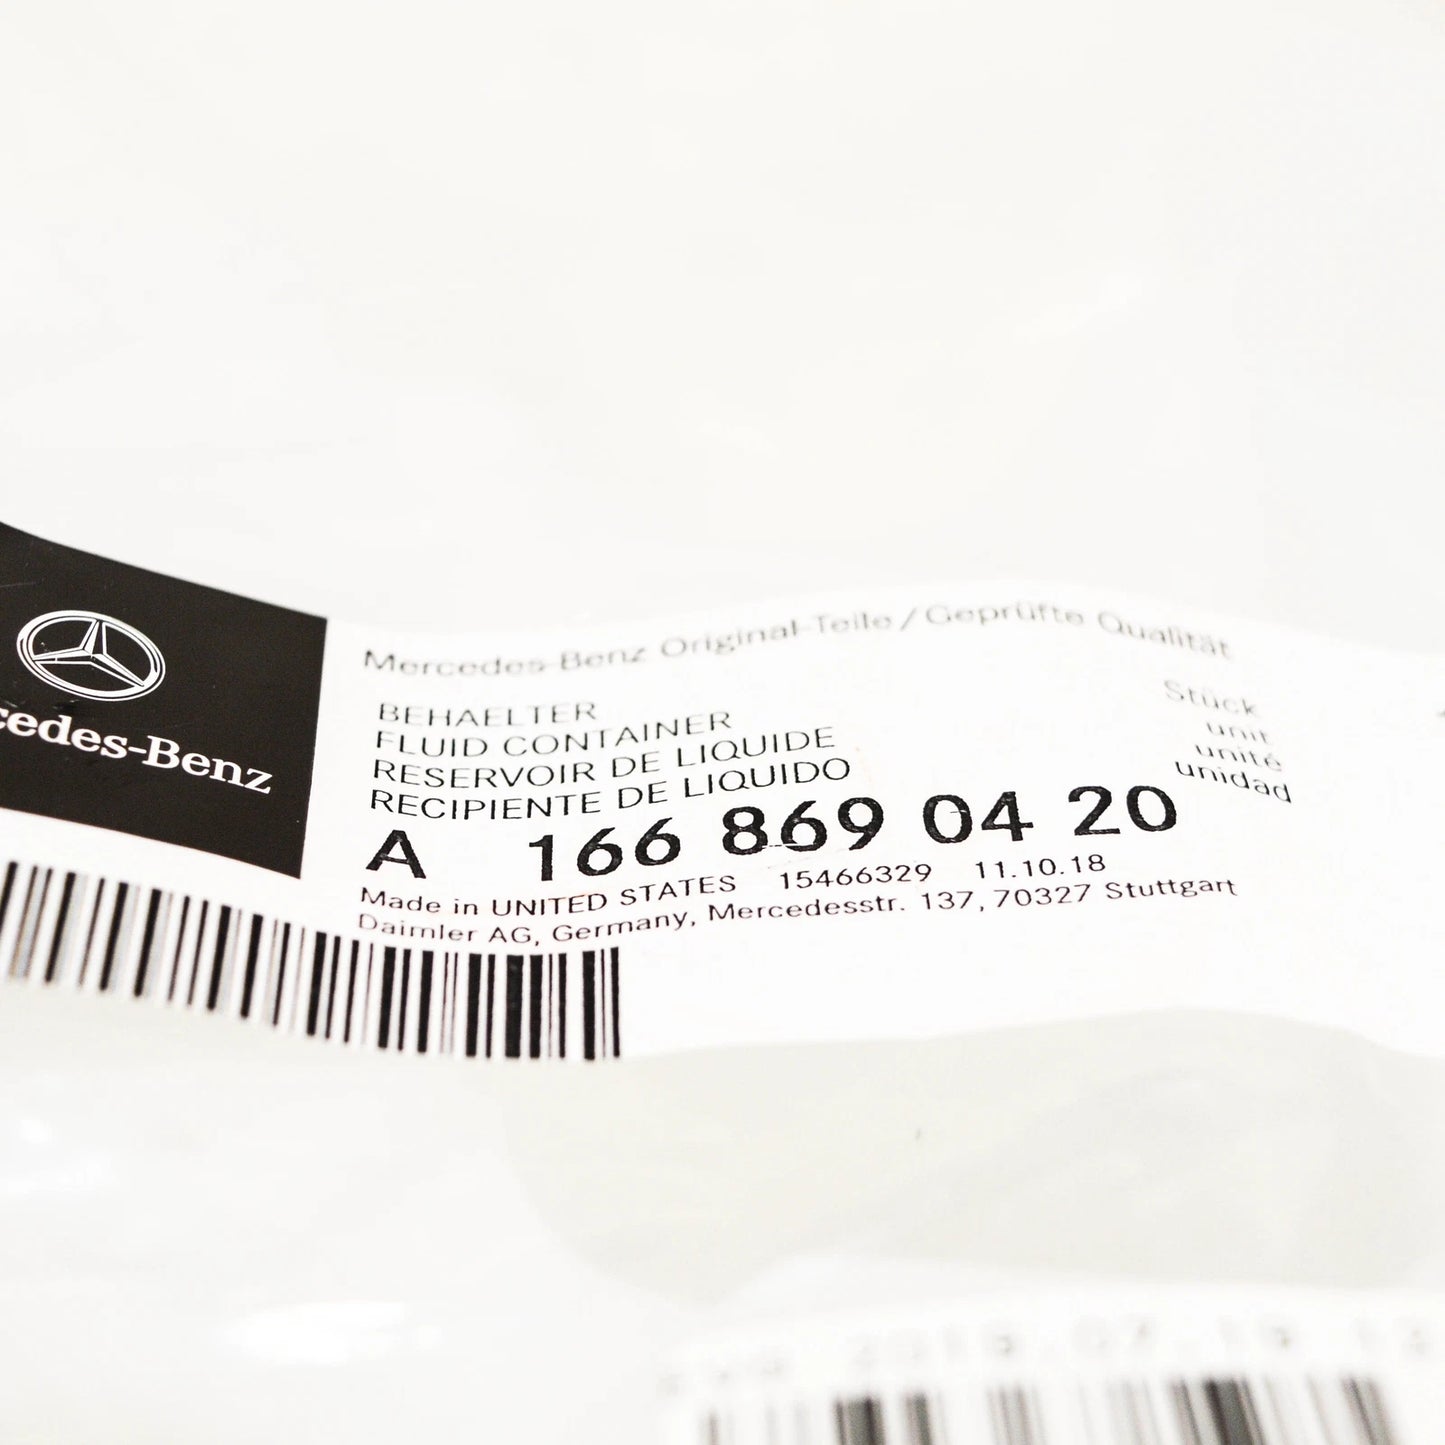 cedes-Benz
Mercedes-Benz Original-Teile / Geprüfte Qualität
BEHAELTER
FLUID CONTAINER
RESERVOIR DE LIQUIDE
RECIPIENTE DE LIQUIDO
Stück
unit
unité
unidad
A 166 869 04 20
Made in UNITED STATES 15466329 11.10.18
Daimler AG, Germany, Mercedesstr. 137, 70327 Stuttgart